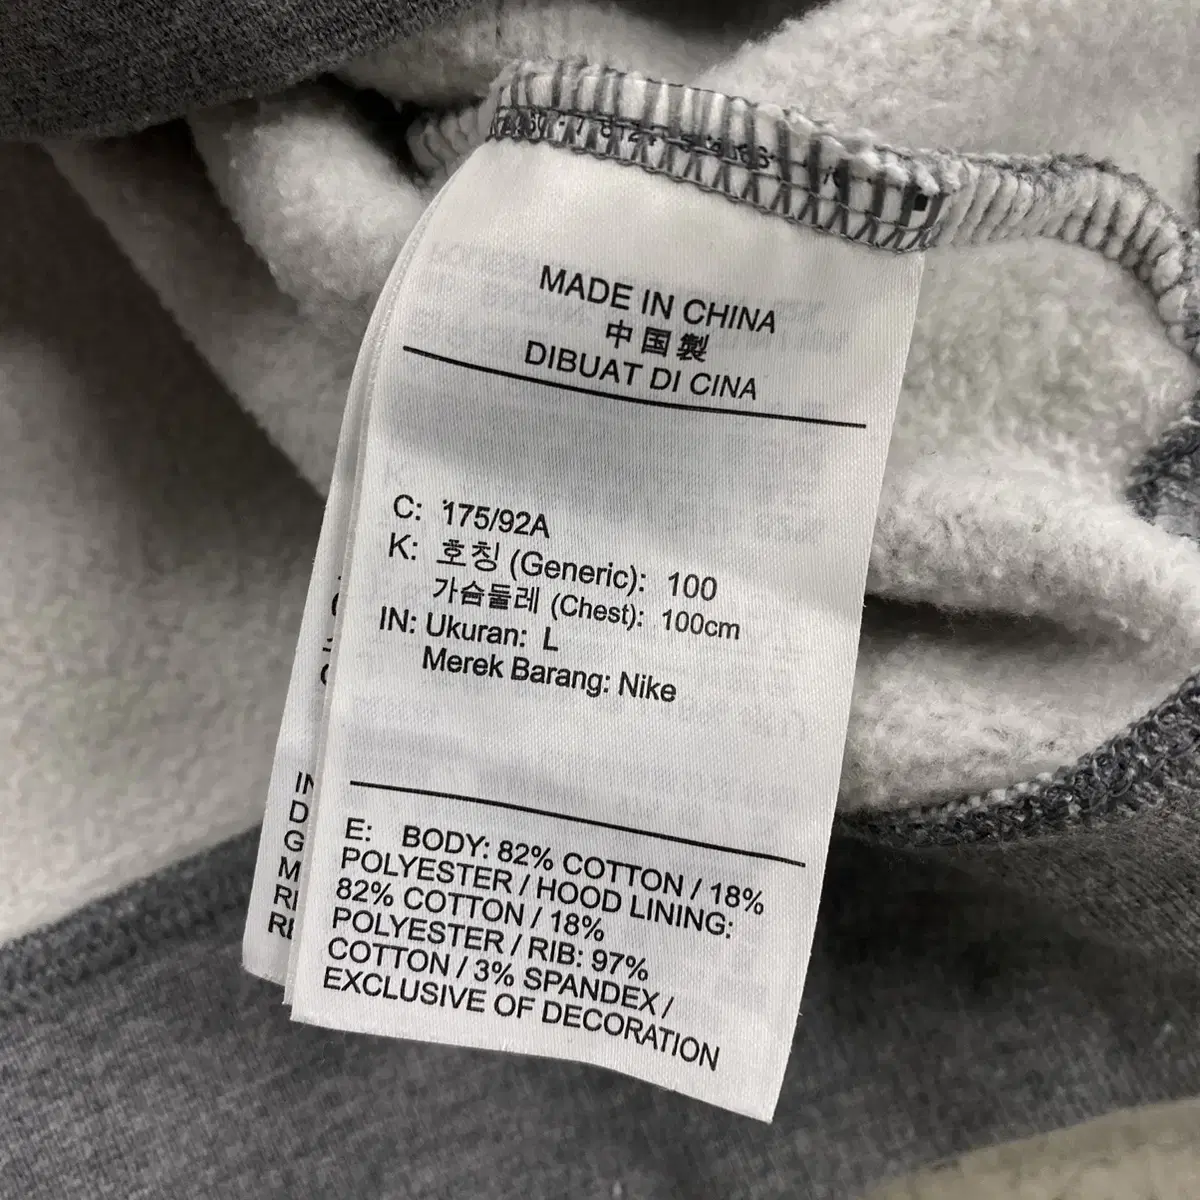 MADE IN CHINA
中国製
DIBUAT DI CINA
C: 175/92A
K: 호칭 (Generic): 100
가슴둘레 (Chest): 100cm
IN: Ukuran: L
Merek Barang: Nike
E: BODY: 82% COTTON / 18%
POLYESTER / HOOD LINING:
82% COTTON / 18%
POLYESTER / RIB: 97%
COTTON / 3% SPANDEX /
EXCLUSIVE OF DECORATION